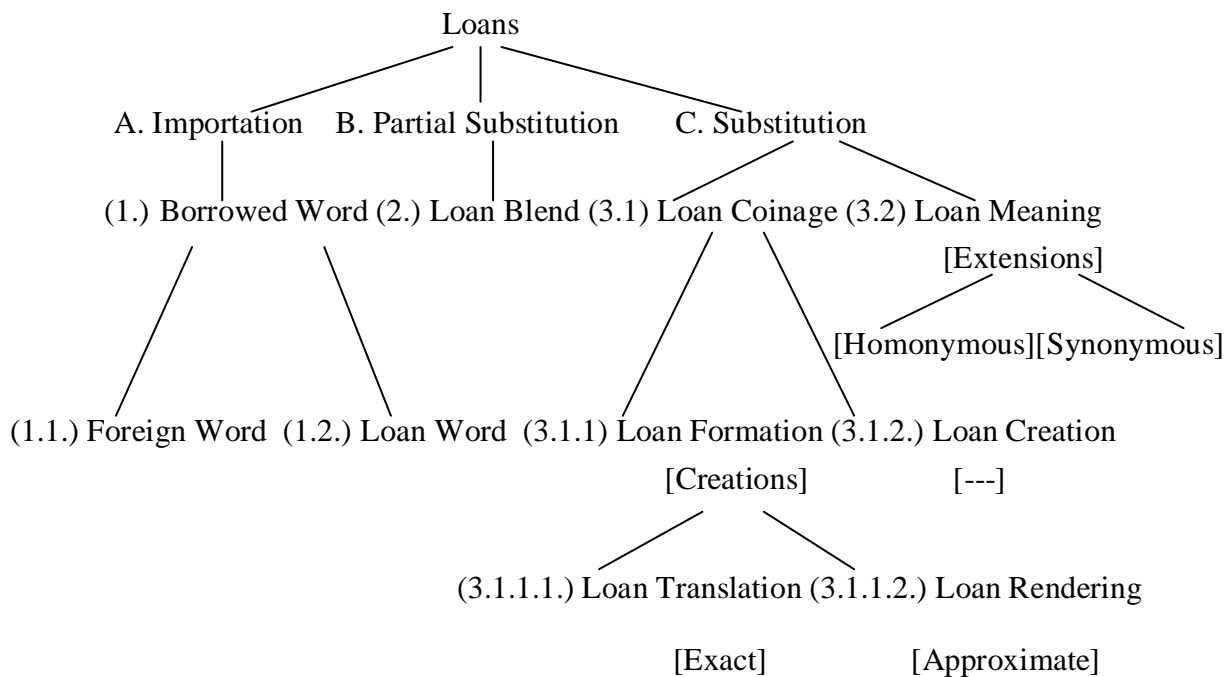 Loans
A. Importation B. Partial Substitution C. Substitution
(1.) Borrowed Word (2.) Loan Blend (3.1) Loan Coinage (3.2) Loan Meaning
[Extensions]
[Homonymous][Synonymous]
(1.1.) Foreign Word (1.2.) Loan Word (3.1.1) Loan Formation (3.1.2.) Loan Creation
[Creations] [---]
(3.1.1.1.) Loan Translation (3.1.1.2.) Loan Rendering
[Exact] [Approximate]